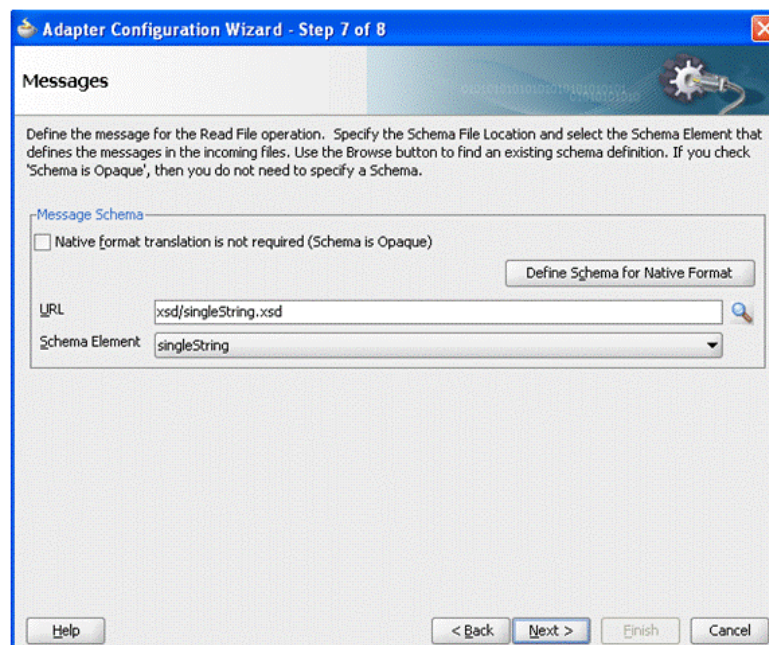 Adapter Configuration Wizard - Step 7 of 8
Messages
Define the message for the Read File operation. Specify the Schema File Location and select the Schema Element that
defines the messages in the incoming files. Use the Browse button to find an existing schema definition. If you check
'Schema is Opaque', then you do not need to specify a Schema.
Message Schema
Native format translation is not required (Schema is Opaque)
Define Schema for Native Format
URL xsd/singleString.xsd
Schema Element singleString
Help < Back Next > Finish Cancel